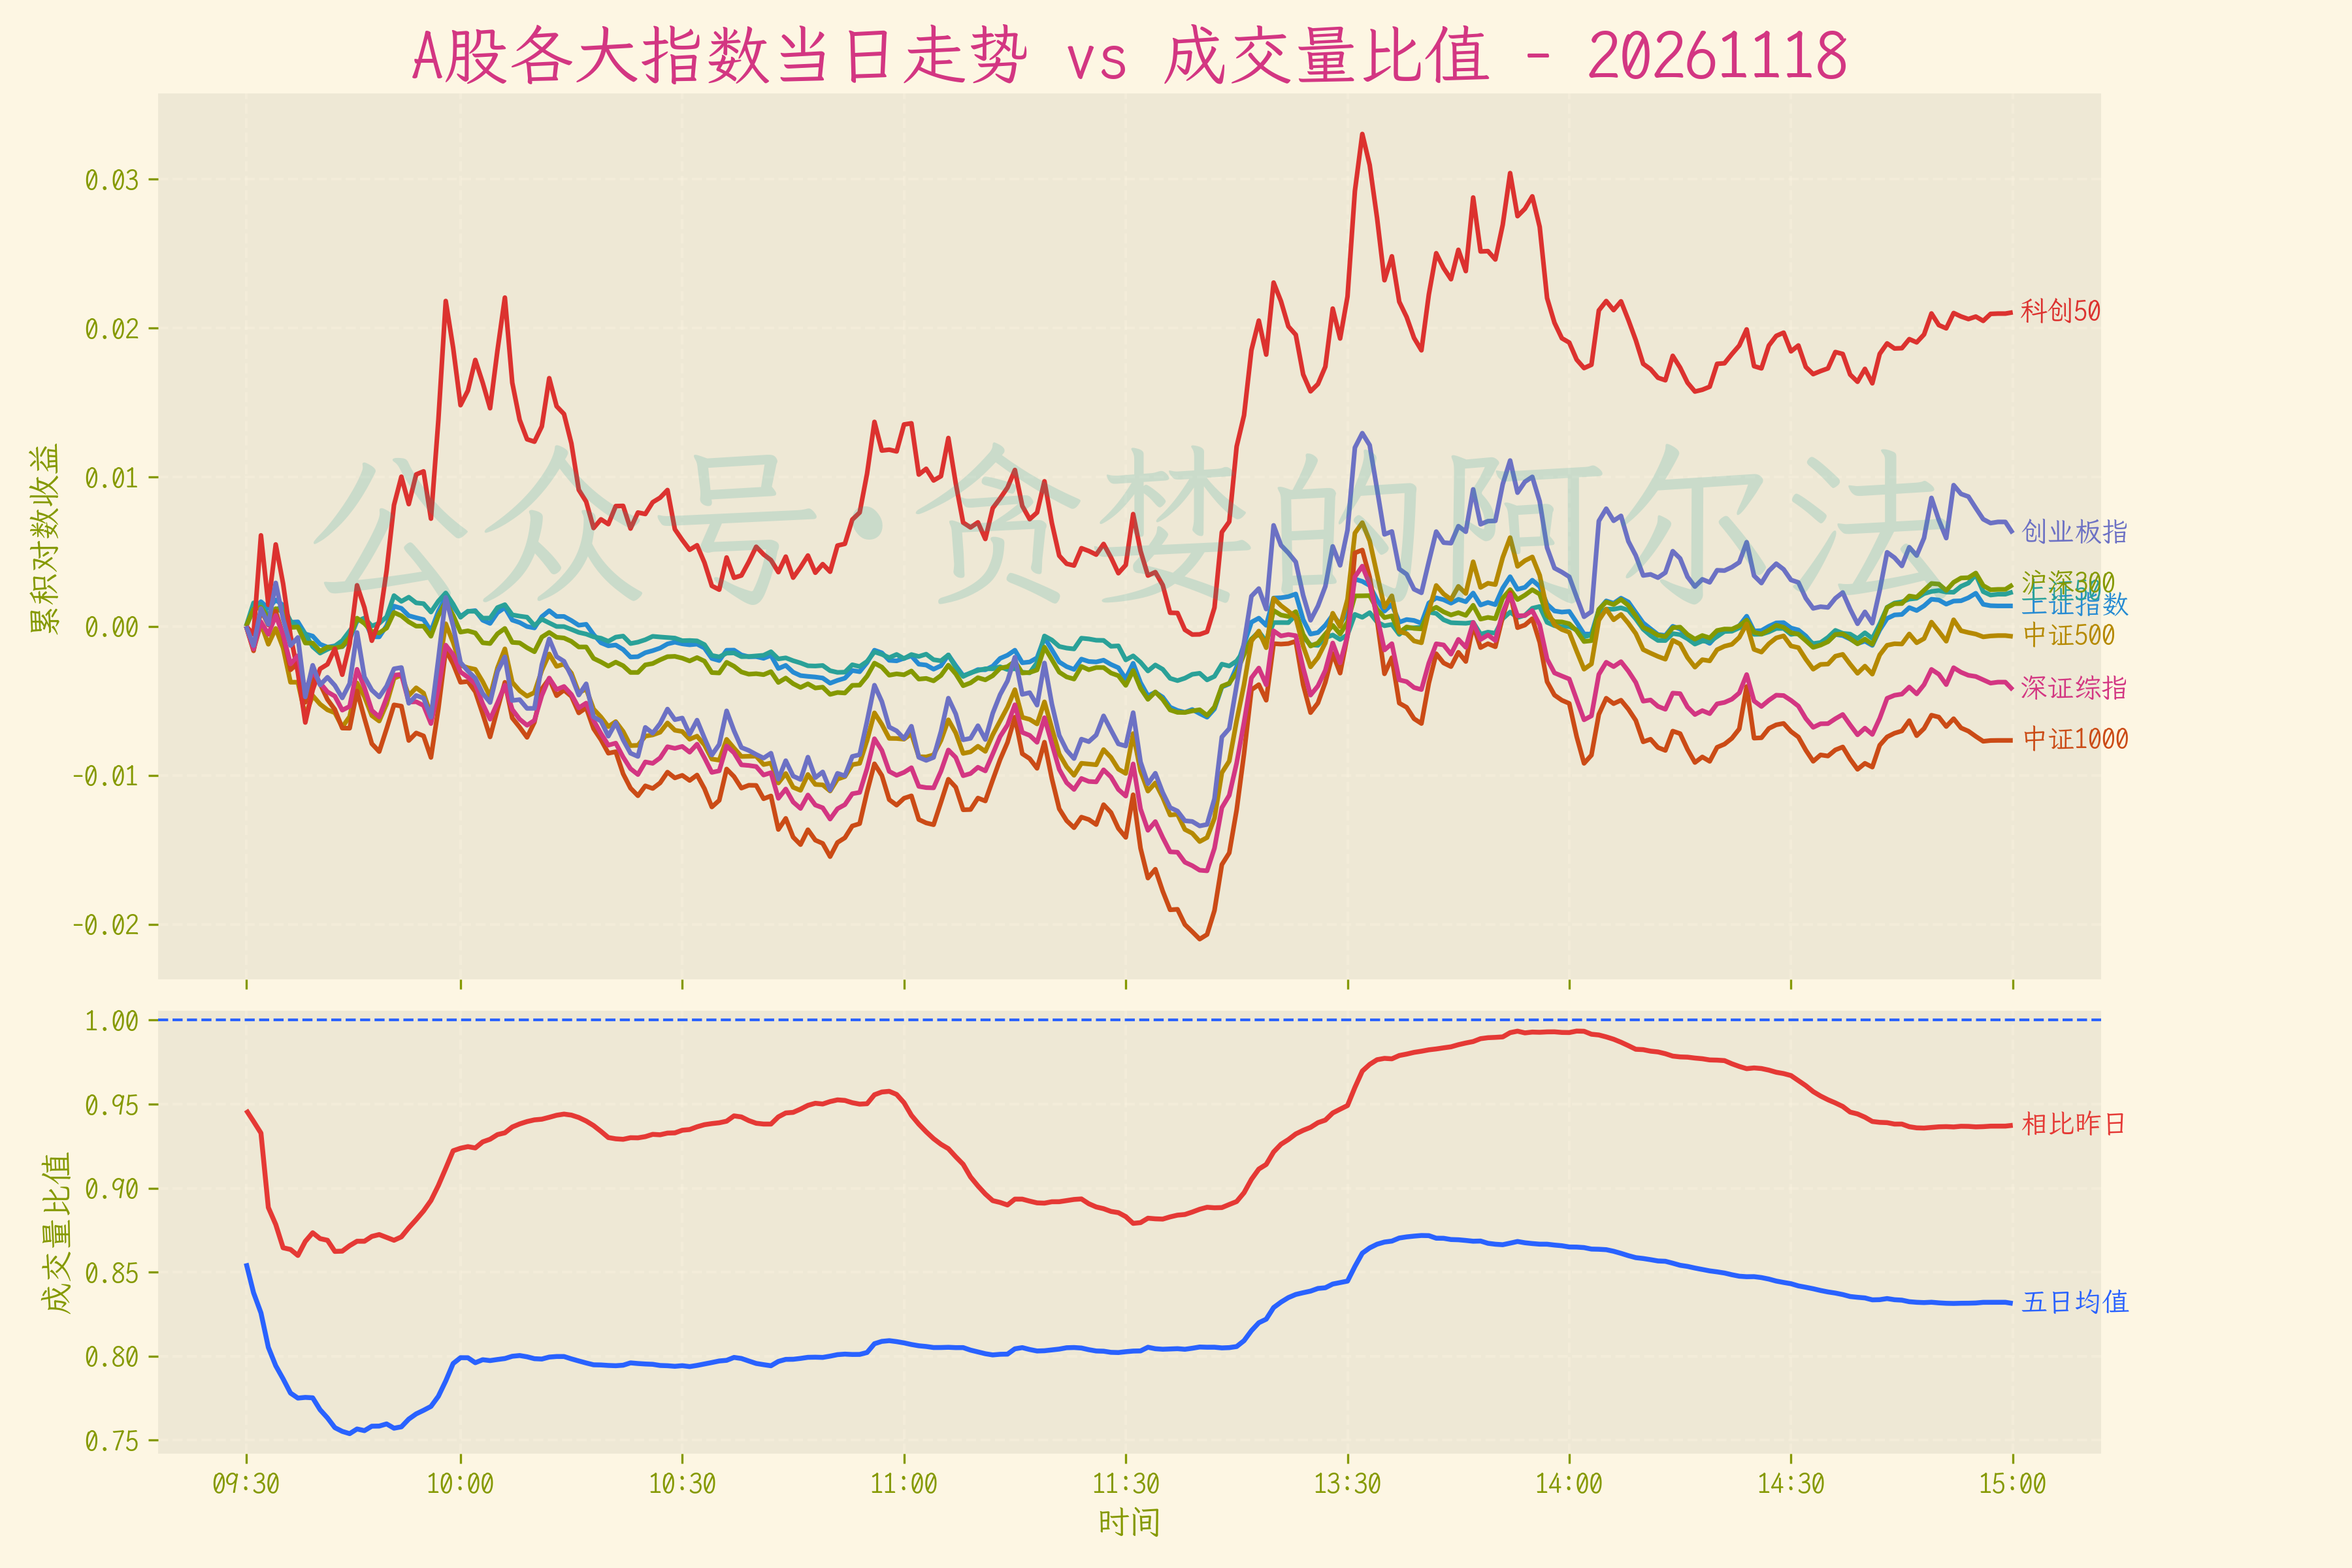 A股各大指数当日走势 vs 成交量比值 - 20261118
累积对数收益
0.03
0.02
0.01
0.00
-0.01
-0.02
公众号·贪婪的阿尔法
科创50
创业板指
沪深300
上证50
上证指数
中证500
深证综指
中证1000
成交量比值
1.00
0.95
0.90
0.85
0.80
0.75
相比昨日
五日均值
09:30 10:00 10:30 11:00 11:30 13:30 14:00 14:30 15:00
时间